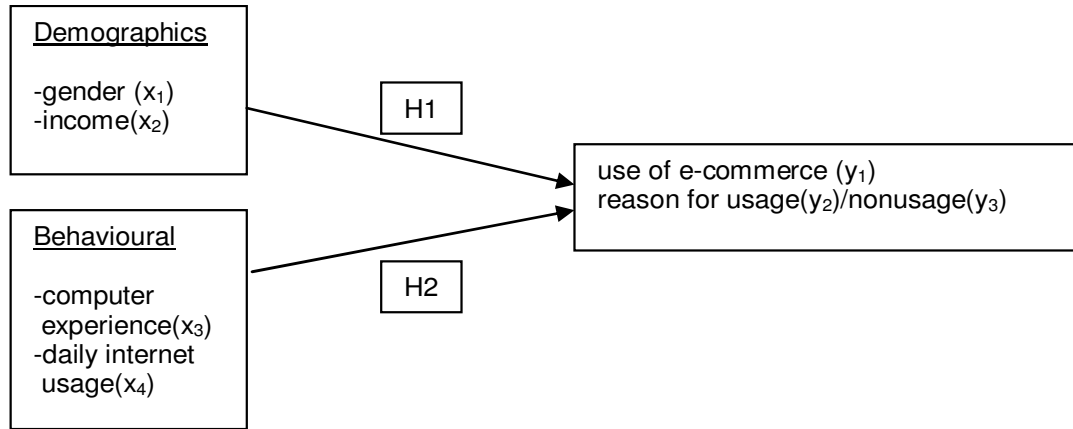 Demographics
-gender (x₁)
-income(x₂)
H1
use of e-commerce (y₁)
reason for usage(y₂)/nonusage(y₃)
Behavioural
-computer
experience(x₃)
-daily internet
usage(x₄)
H2